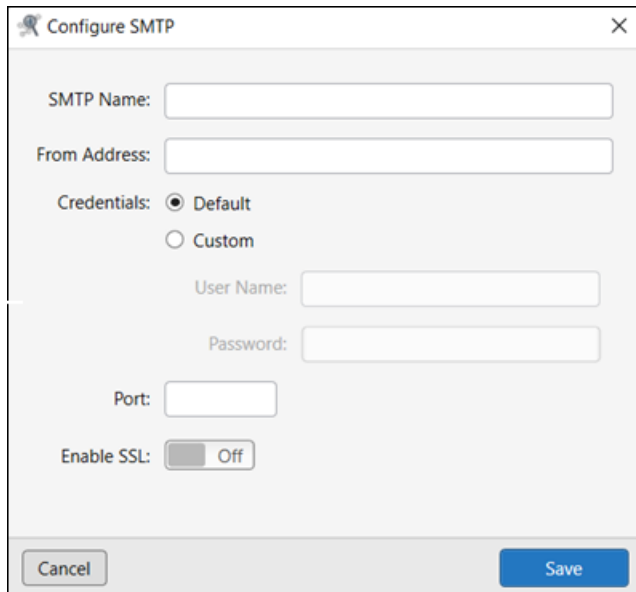 Configure SMTP
SMTP Name:
From Address:
Credentials: Default
Custom
User Name:
Password:
Port:
Enable SSL: Off
Cancel Save